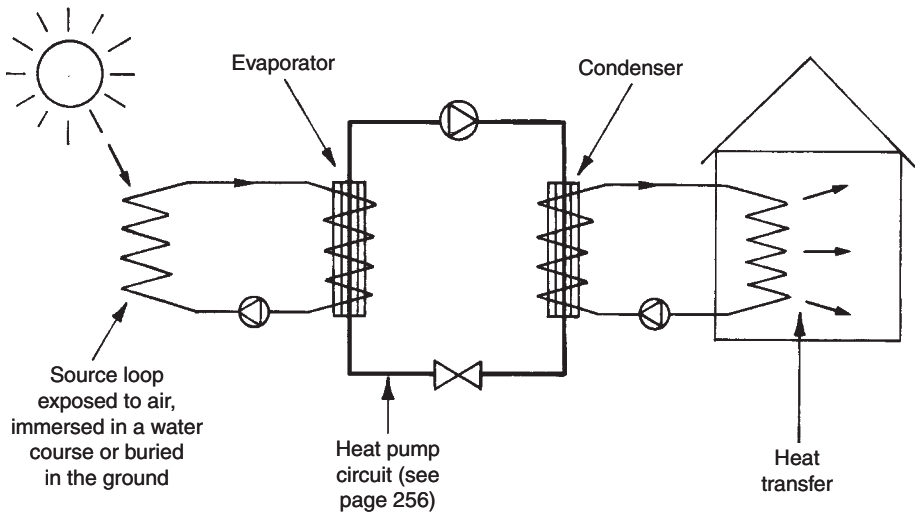 Evaporator
Condenser
Source loop
exposed to air,
immersed in a water
course or buried
in the ground
Heat pump
circuit (see
page 256)
Heat
transfer